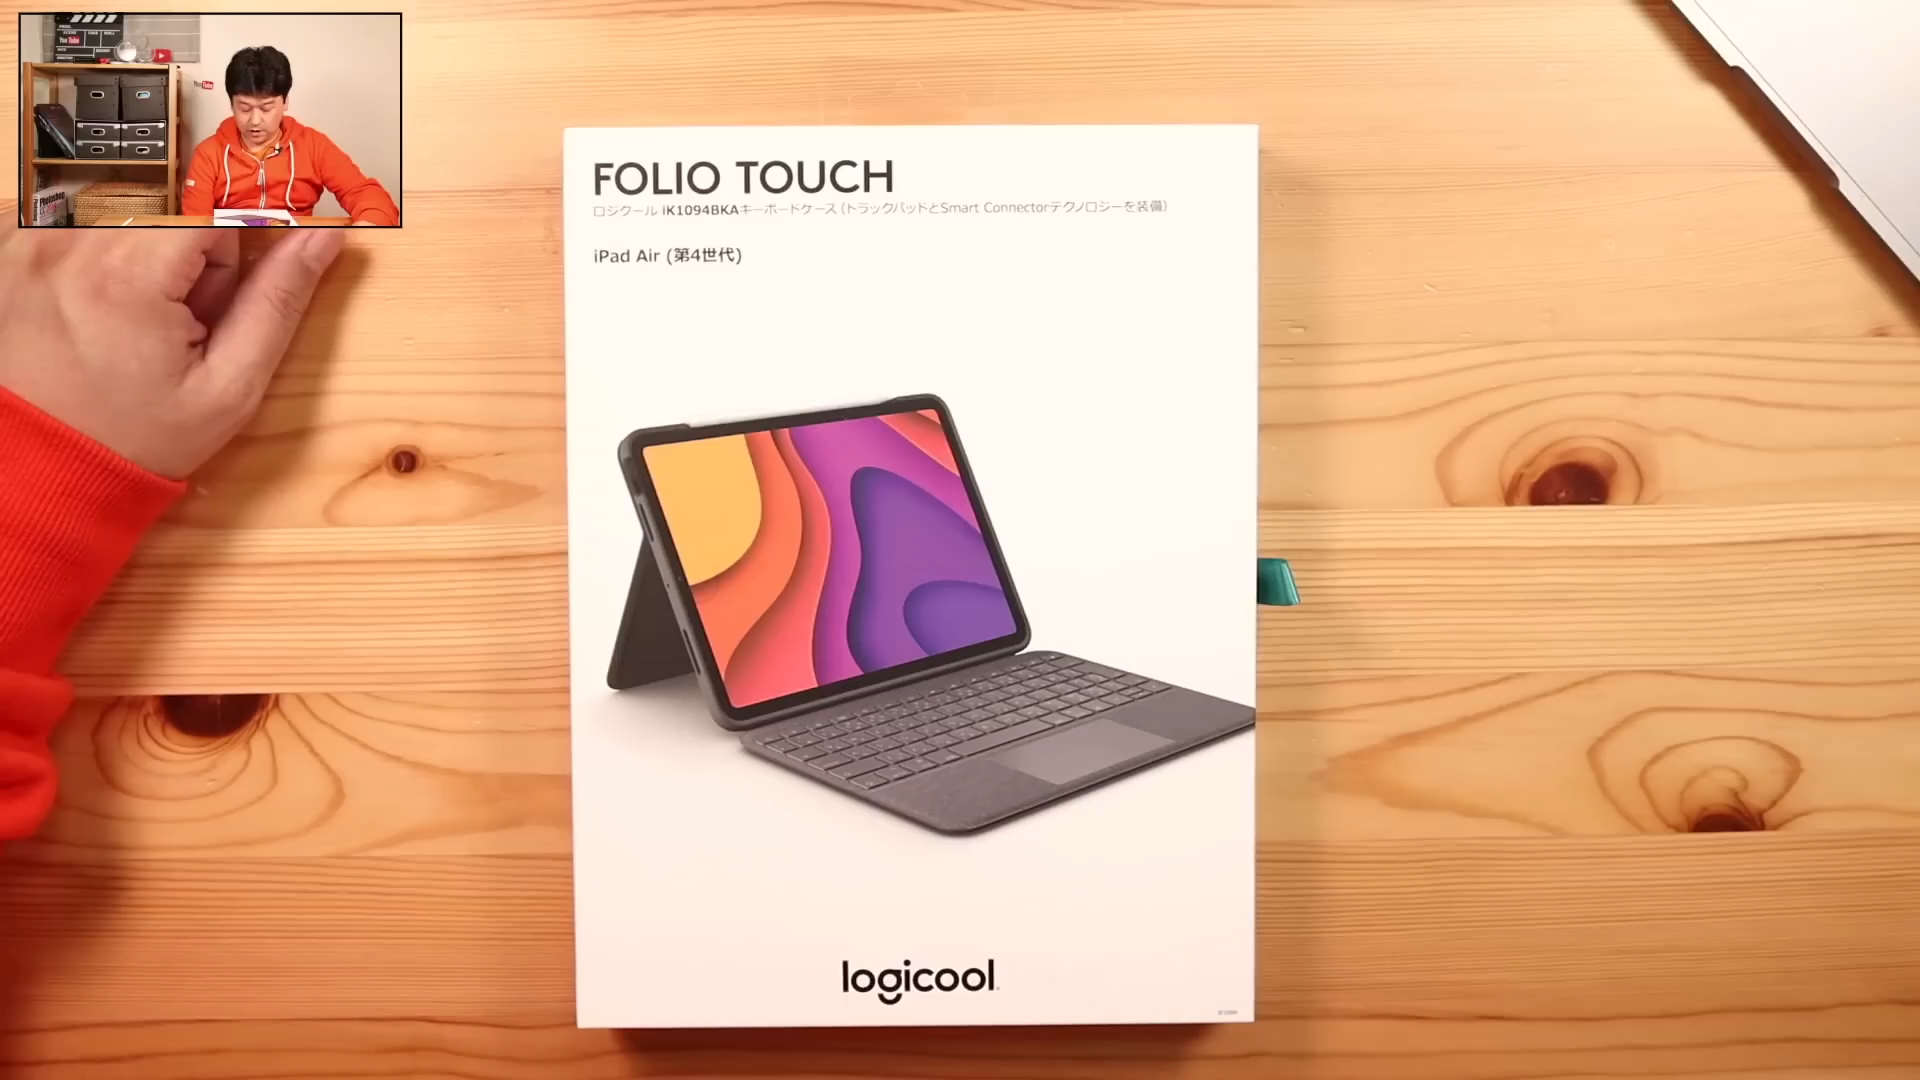 YouTube
YouTube
Photoshop
FOLIO TOUCH
ロジクール iK1094BKAキーボードケース（トラックパッドとSmart Connectorテクノロジーを装備）
iPad Air (第4世代)
logicool